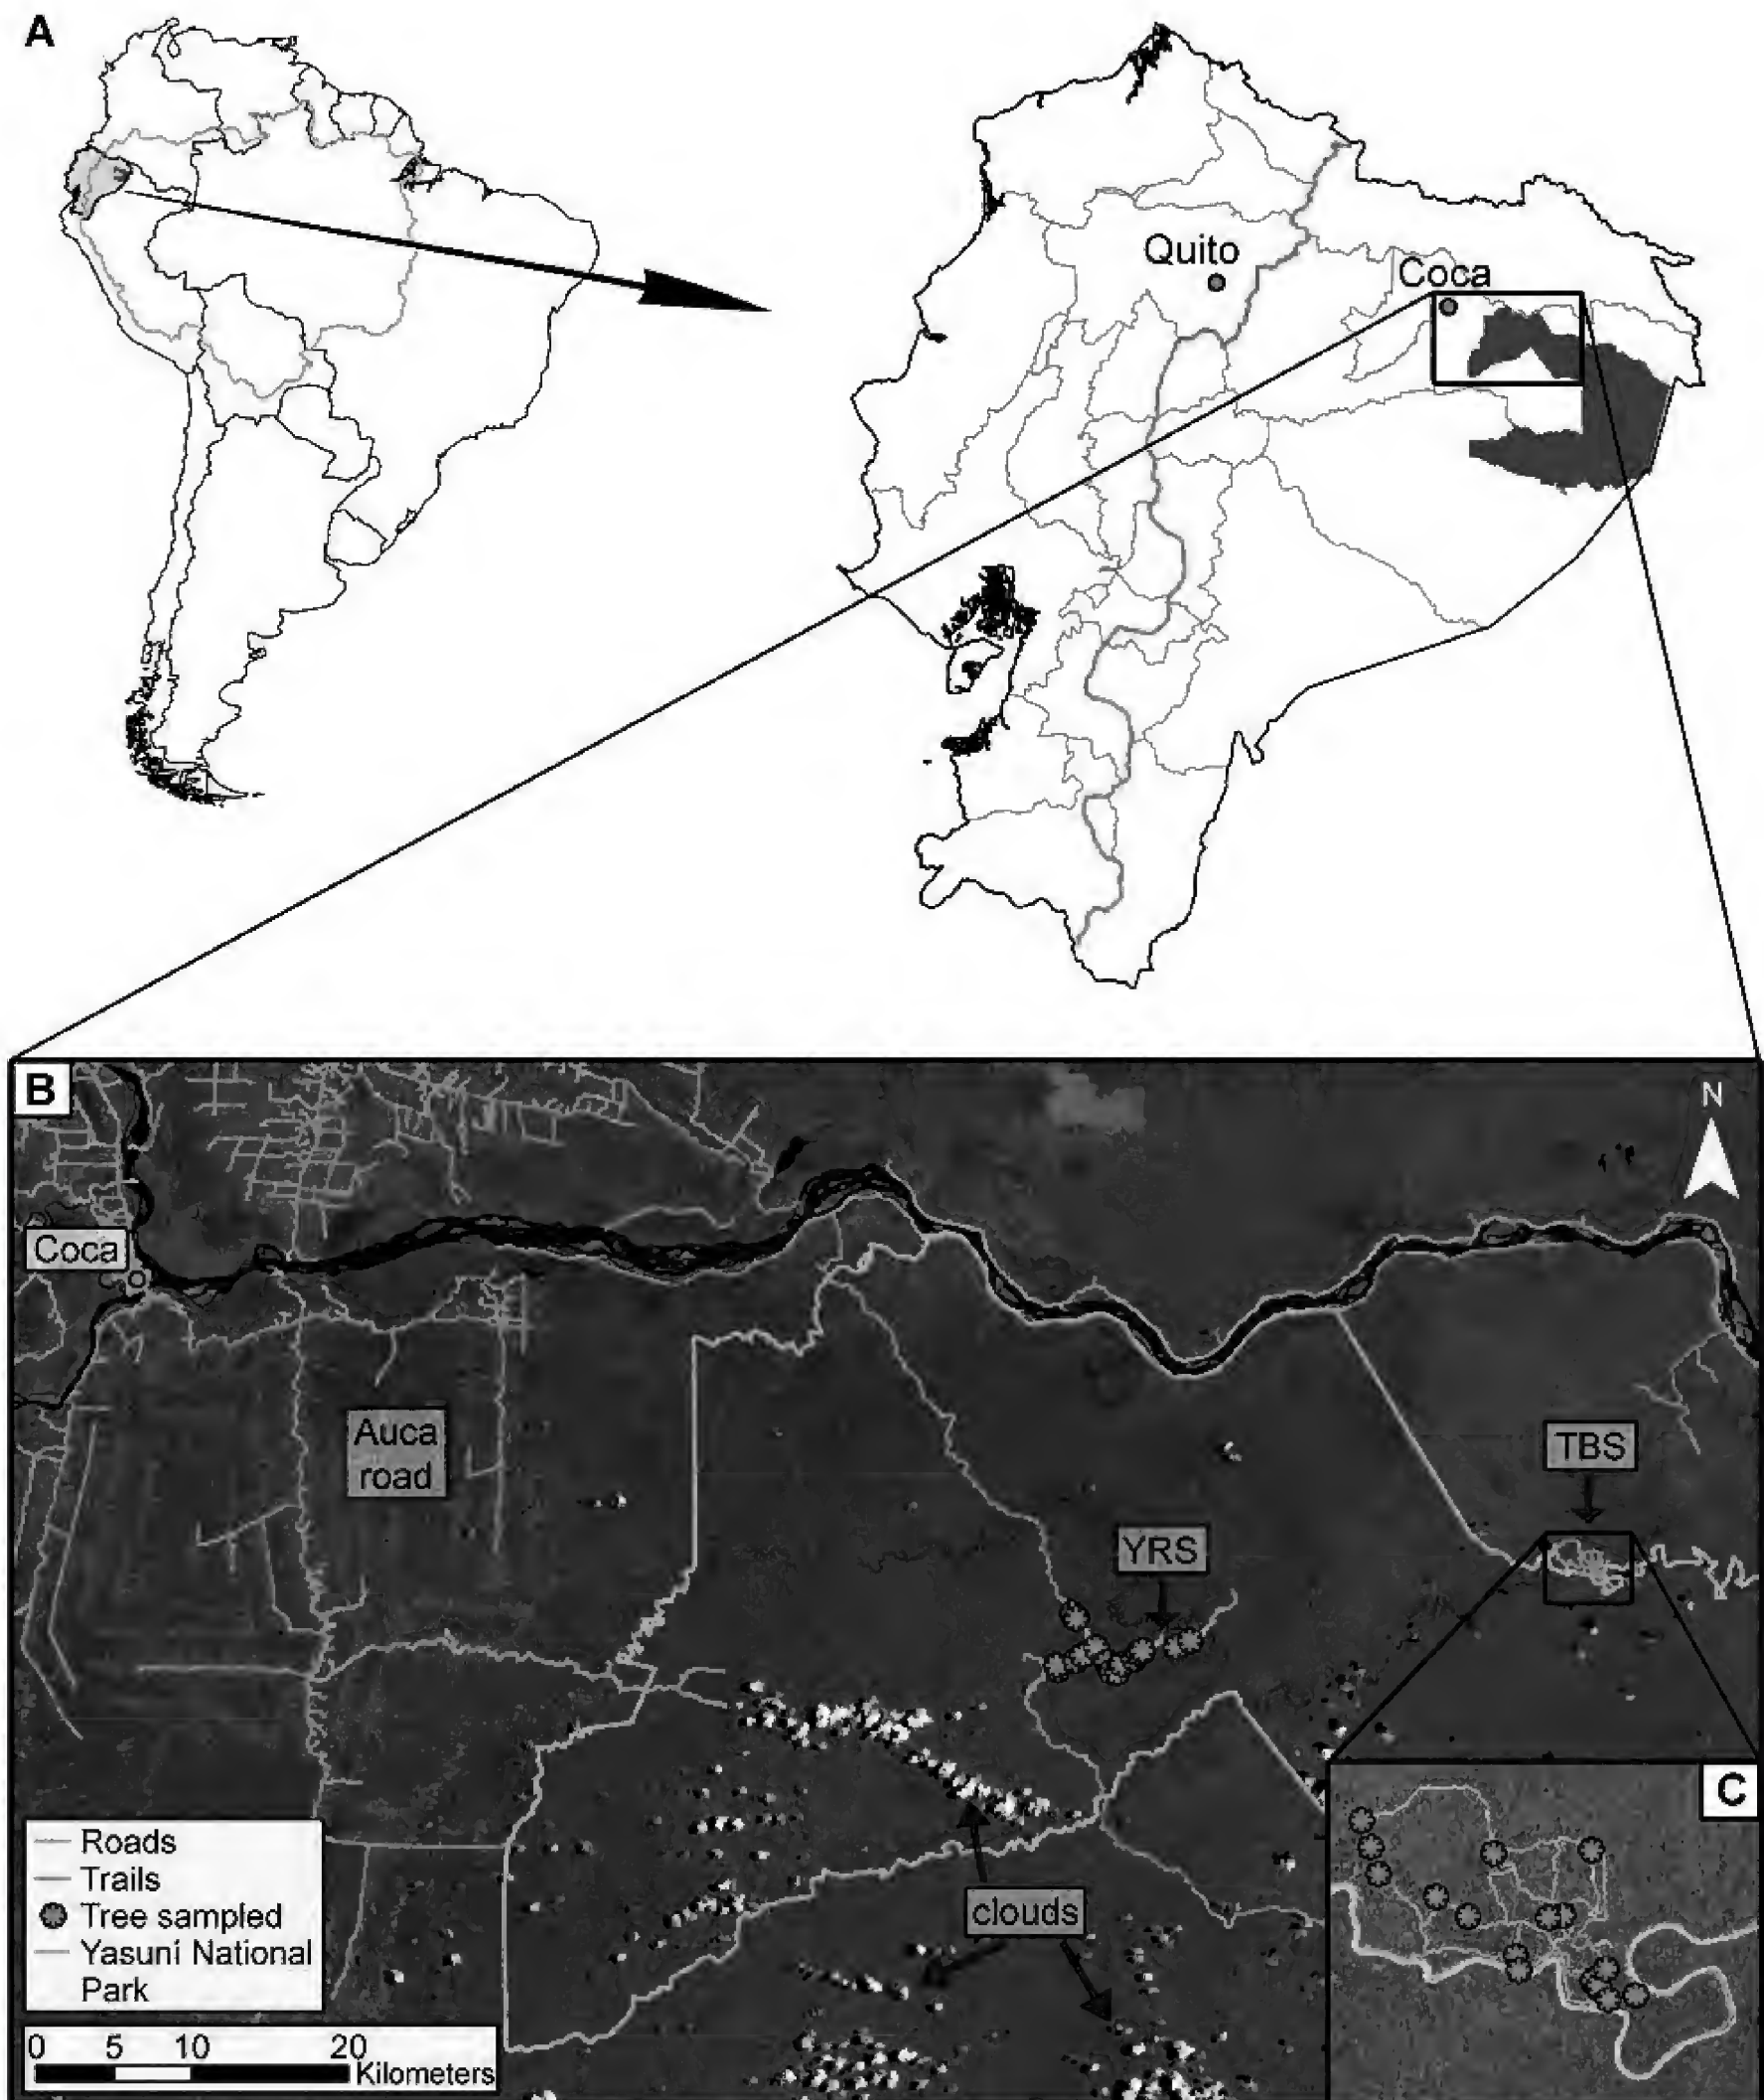 A
Quito
Coca
B
N
Coca
Auca
road
TBS
YRS
C
Roads
Trails
Tree sampled
Yasuní National
Park
clouds
0 5 10 20
Kilometers